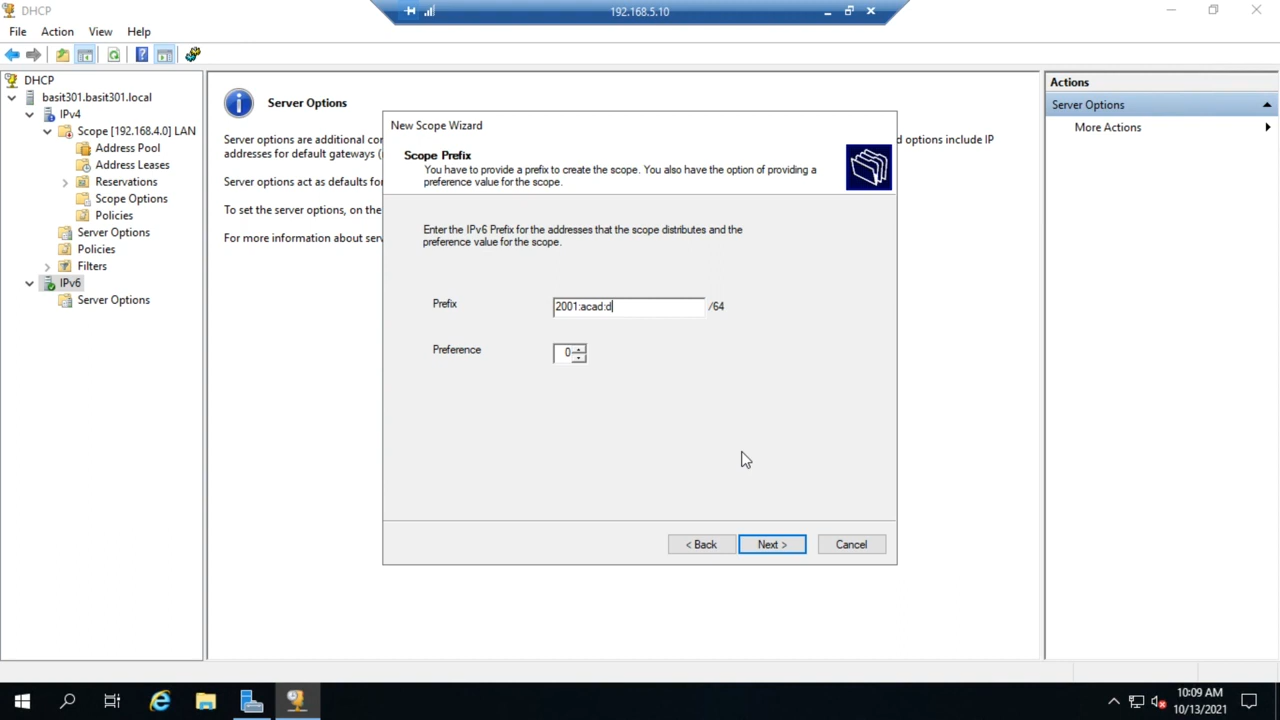 DHCP
192.168.5.10
File Action View Help
DHCP
basit301.basit301.local
IPv4
Scope [192.168.4.0] LAN
Address Pool
Address Leases
Reservations
Scope Options
Policies
Server Options
Policies
Filters
IPv6
Server Options
Server Options
Server options are additional con
d options include IP
addresses for default gateways (
Server options act as defaults fo
To set the server options, on the
For more information about serv
New Scope Wizard
Scope Prefix
You have to provide a prefix to create the scope. You also have the option of providing a
preference value for the scope.
Enter the IPv6 Prefix for the addresses that the scope distributes and the
preference value for the scope.
Prefix 2001:acad:d /64
Preference 0
< Back Next > Cancel
Actions
Server Options
More Actions
10:09 AM
10/13/2021